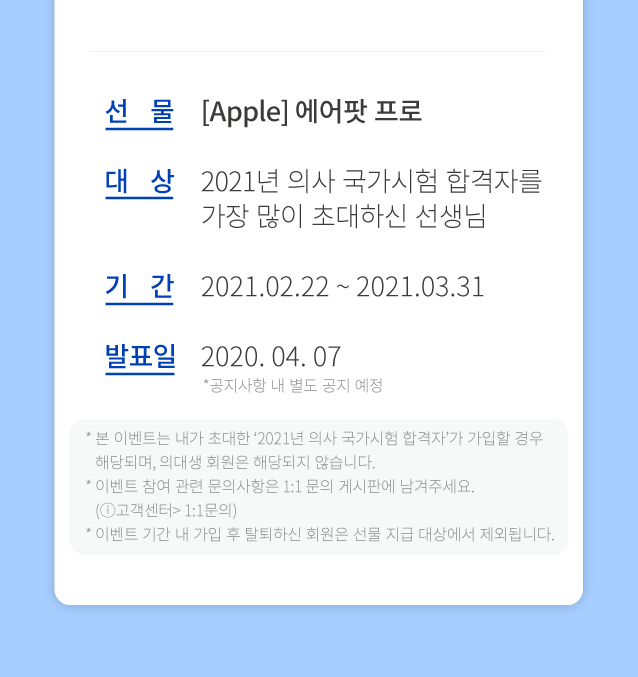 선 물 [Apple] 에어팟 프로
대 상 2021년 의사 국가시험 합격자를
가장 많이 초대하신 선생님
기 간 2021.02.22 ~ 2021.03.31
발표일 2020. 04. 07
*공지사항 내 별도 공지 예정
* 본 이벤트는 내가 초대한 ‘2021년 의사 국가시험 합격자’가 가입할 경우
해당되며, 의대생 회원은 해당되지 않습니다.
* 이벤트 참여 관련 문의사항은 1:1 문의 게시판에 남겨주세요.
(ⓘ고객센터> 1:1문의)
* 이벤트 기간 내 가입 후 탈퇴하신 회원은 선물 지급 대상에서 제외됩니다.